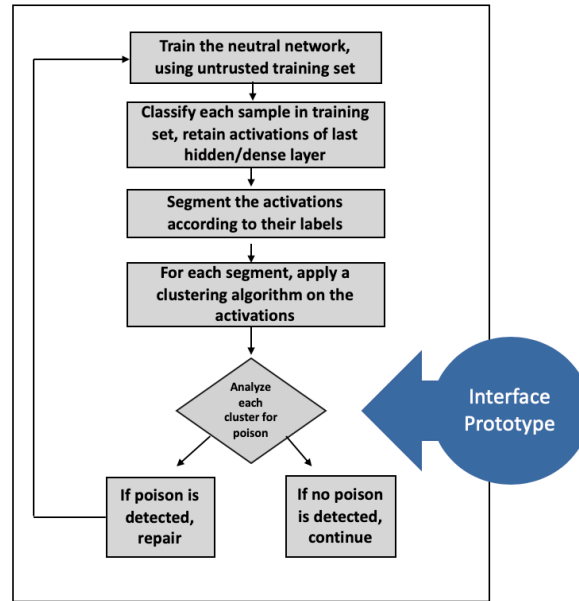 Train the neutral network,
using untrusted training set
Classify each sample in training
set, retain activations of last
hidden/dense layer
Segment the activations
according to their labels
For each segment, apply a
clustering algorithm on the
activations
Analyze
each
cluster for
poison
Interface
Prototype
If poison is
detected,
repair
If no poison
is detected,
continue